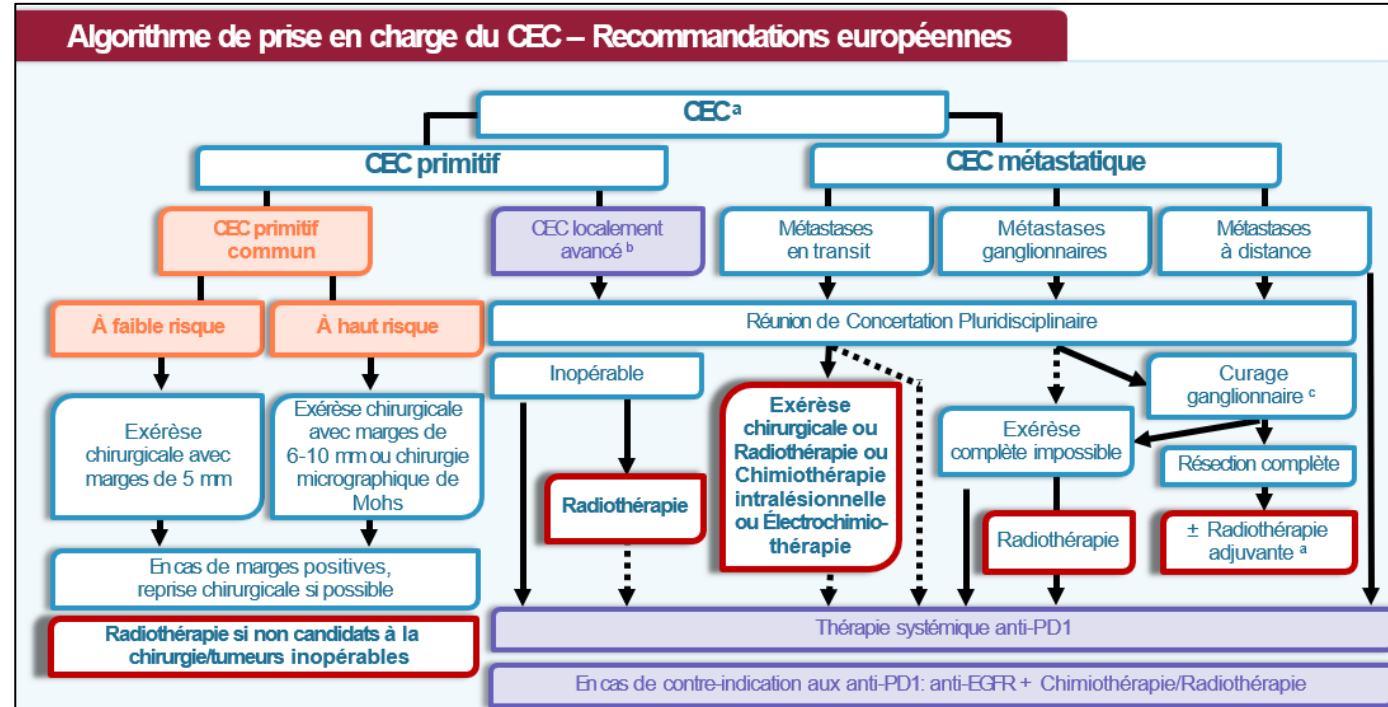 Algorithme de prise en charge du CEC – Recommandations européennes
CEC a
CEC primitif
CEC métastatique
CEC primitif
commun
CEC localement
avancé b
Métastases
en transit
Métastases
ganglionnaires
Métastases
à distance
À faible risque
À haut risque
Réunion de Concertation Pluridisciplinaire
Inopérable
Curage
ganglionnaire c
Exérèse
chirurgicale avec
marges de 5 mm
Exérèse chirurgicale
avec marges de
6-10 mm ou chirurgie
micrographique de
Mohs
Exérèse
chirurgicale ou
Radiothérapie ou
Chimiothérapie
intralésionnelle
ou Électrochimio-
thérapie
Exérèse
complète impossible
Résection complète
Radiothérapie
Radiothérapie
± Radiothérapie
adjuvante a
En cas de marges positives,
reprise chirurgicale si possible
Radiothérapie si non candidats à la
chirurgie/tumeurs inopérables
Thérapie systémique anti-PD1
En cas de contre-indication aux anti-PD1: anti-EGFR + Chimiothérapie/Radiothérapie